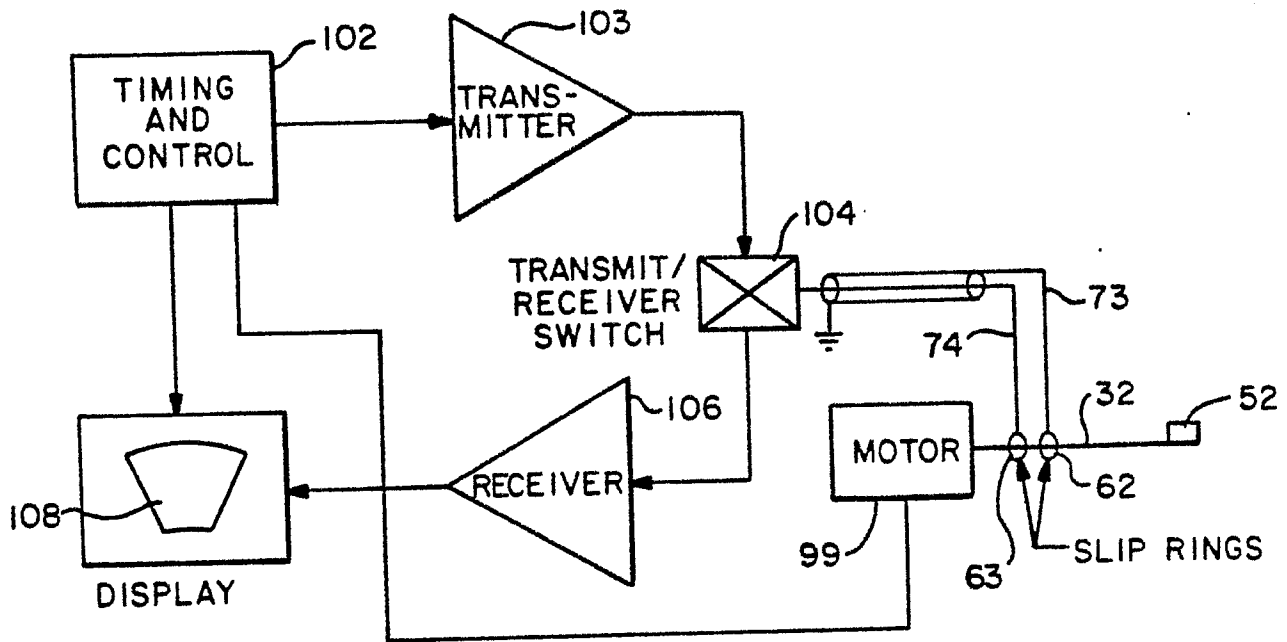 102
103
TIMING
AND
CONTROL
TRANS-
MITTER
104
TRANSMIT/
RECEIVER
SWITCH
73
74
106
32
52
MOTOR
RECEIVER
62
108
99
63
SLIP RINGS
DISPLAY